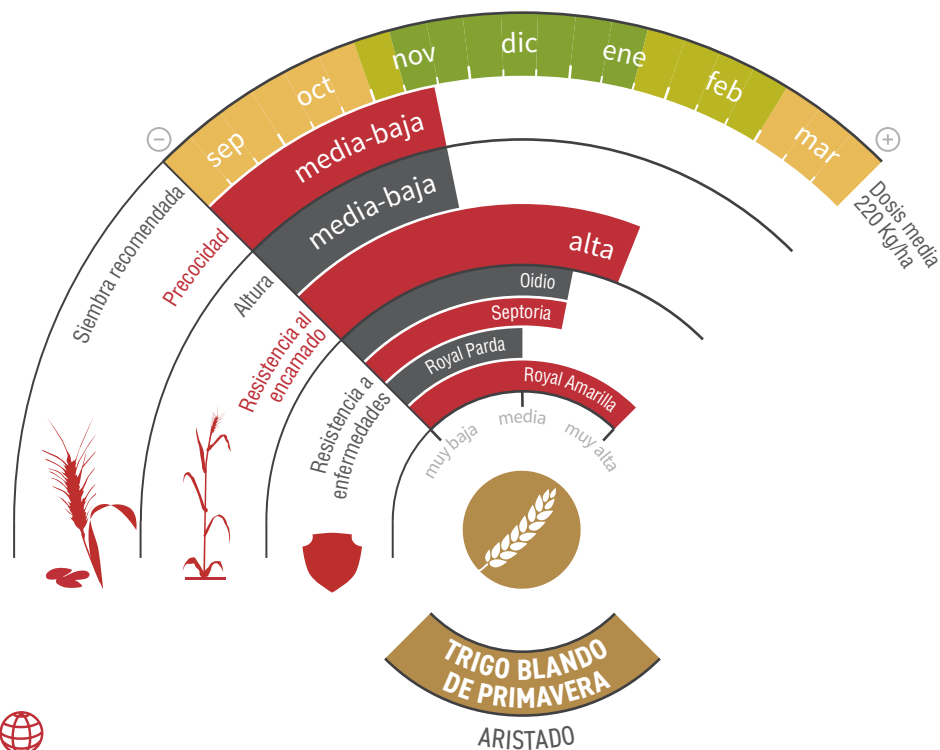 sep
oct
nov
dic
ene
feb
mar
−
+
Dosis media
220 Kg/ha
Siembra recomendada
Precocidad
media-baja
Altura
media-baja
Resistencia al
encamado
alta
Resistencia a
enfermedades
Oidio
Septoria
Royal Parda
Royal Amarilla
muy baja
media
muy alta
TRIGO BLANDO
DE PRIMAVERA
ARISTADO